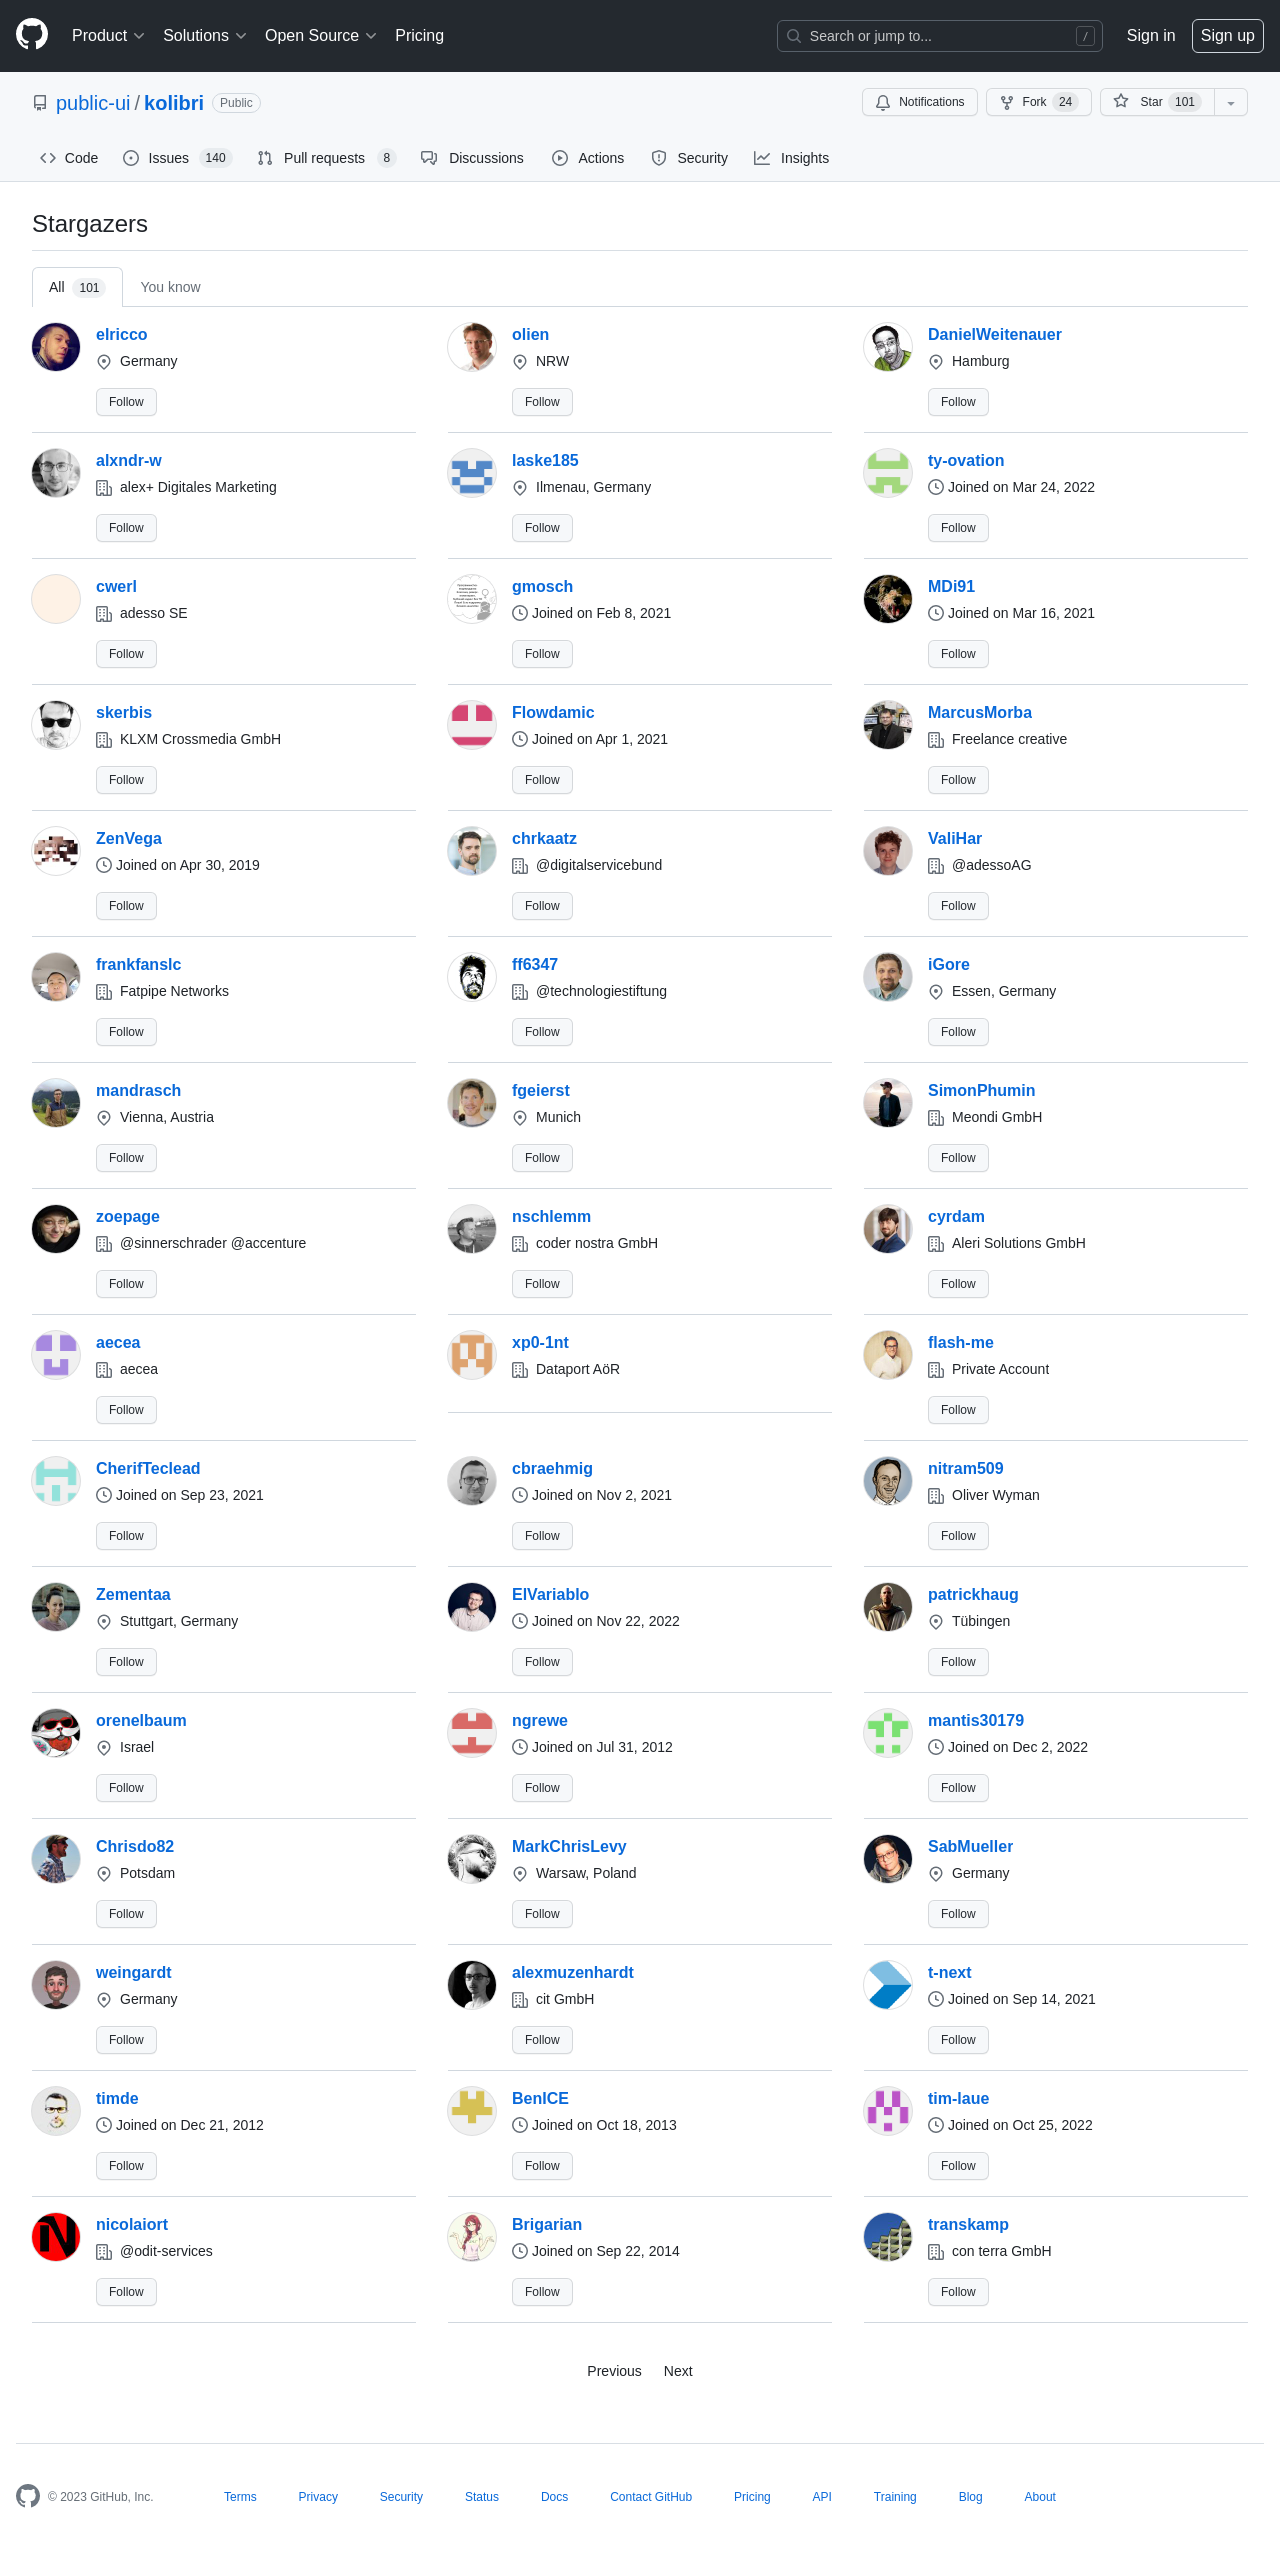 Product Solutions Open Source Pricing Search or jump to... / Sign in Sign up
public-ui / kolibri Public Notifications Fork 24 Star 101
Code Issues 140 Pull requests 8 Discussions Actions Security Insights
Stargazers
All 101 You know
elricco olien DanielWeitenauer
Germany NRW Hamburg
Follow Follow Follow
alxndr-w laske185 ty-ovation
alex+ Digitales Marketing Ilmenau, Germany Joined on Mar 24, 2022
Follow Follow Follow
cwerl gmosch MDi91
adesso SE Joined on Feb 8, 2021 Joined on Mar 16, 2021
Follow Follow Follow
skerbis Flowdamic MarcusMorba
KLXM Crossmedia GmbH Joined on Apr 1, 2021 Freelance creative
Follow Follow Follow
ZenVega chrkaatz ValiHar
Joined on Apr 30, 2019 @digitalservicebund @adessoAG
Follow Follow Follow
frankfanslc ff6347 iGore
Fatpipe Networks @technologiestiftung Essen, Germany
Follow Follow Follow
mandrasch fgeierst SimonPhumin
Vienna, Austria Munich Meondi GmbH
Follow Follow Follow
zoepage nschlemm cyrdam
@sinnerschrader @accenture coder nostra GmbH Aleri Solutions GmbH
Follow Follow Follow
aecea xp0-1nt flash-me
aecea Dataport AöR Private Account
Follow Follow
CherifTeclead cbraehmig nitram509
Joined on Sep 23, 2021 Joined on Nov 2, 2021 Oliver Wyman
Follow Follow Follow
Zementaa ElVariablo patrickhaug
Stuttgart, Germany Joined on Nov 22, 2022 Tübingen
Follow Follow Follow
orenelbaum ngrewe mantis30179
Israel Joined on Jul 31, 2012 Joined on Dec 2, 2022
Follow Follow Follow
Chrisdo82 MarkChrisLevy SabMueller
Potsdam Warsaw, Poland Germany
Follow Follow Follow
weingardt alexmuzenhardt t-next
Germany cit GmbH Joined on Sep 14, 2021
Follow Follow Follow
timde BenICE tim-laue
Joined on Dec 21, 2012 Joined on Oct 18, 2013 Joined on Oct 25, 2022
Follow Follow Follow
nicolaiort Brigarian transkamp
@odit-services Joined on Sep 22, 2014 con terra GmbH
Follow Follow Follow
Previous Next
© 2023 GitHub, Inc. Terms Privacy Security Status Docs Contact GitHub Pricing API Training Blog About